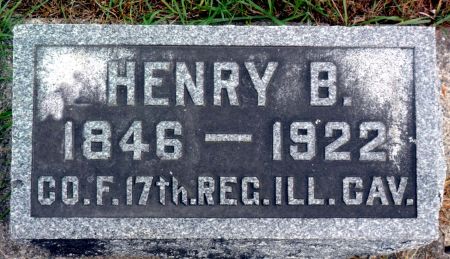 HENRY B.
1846 — 1922
CO.F.17th.REG.ILL.CAV.